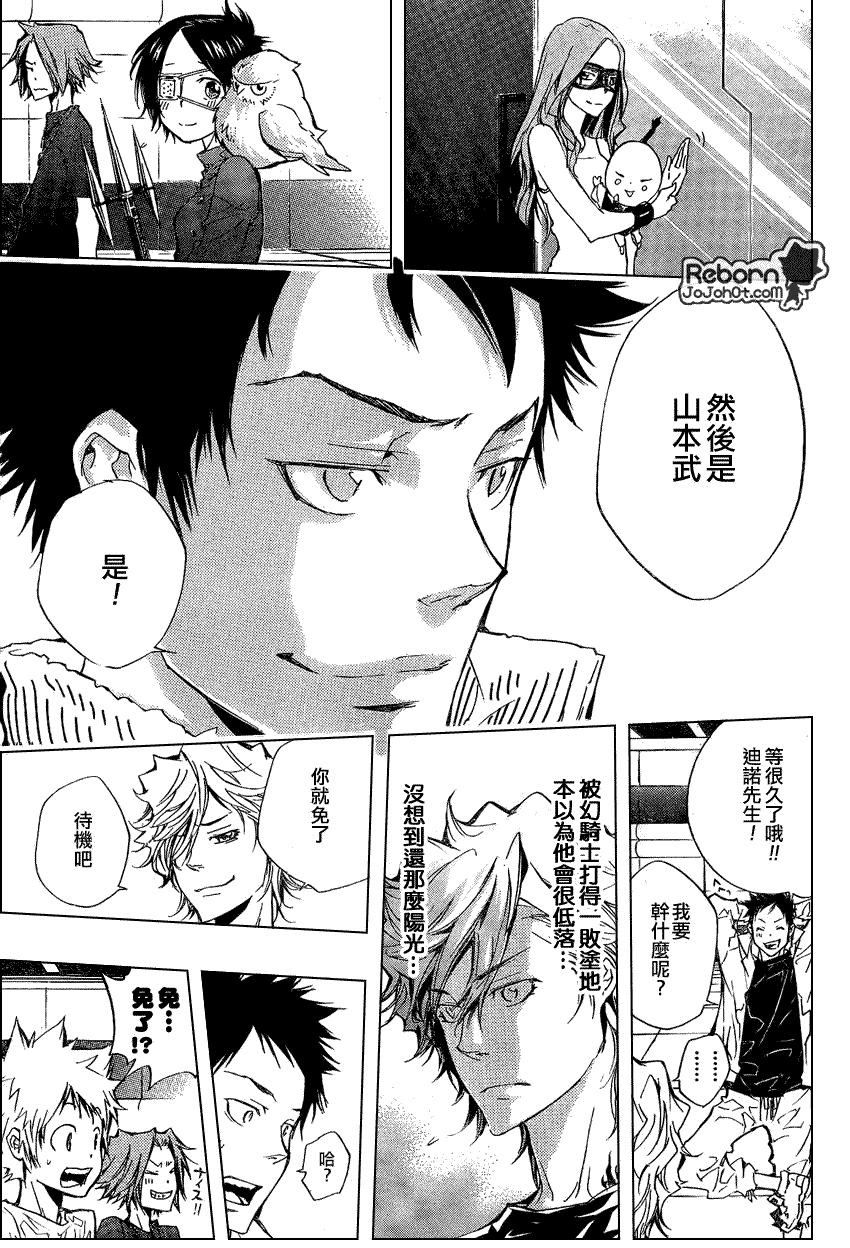 Reborn
JoJohOt.com
然後是
山本武
是！
等很久了哦!!
迪諾先生！
我要
幹什麼呢？
………
被幻騎士打得一敗塗地
本以為他會很低落…
沒想到還那麼陽光…
你就免了
待機吧
哈？
免…
免了!?
ナイス!!